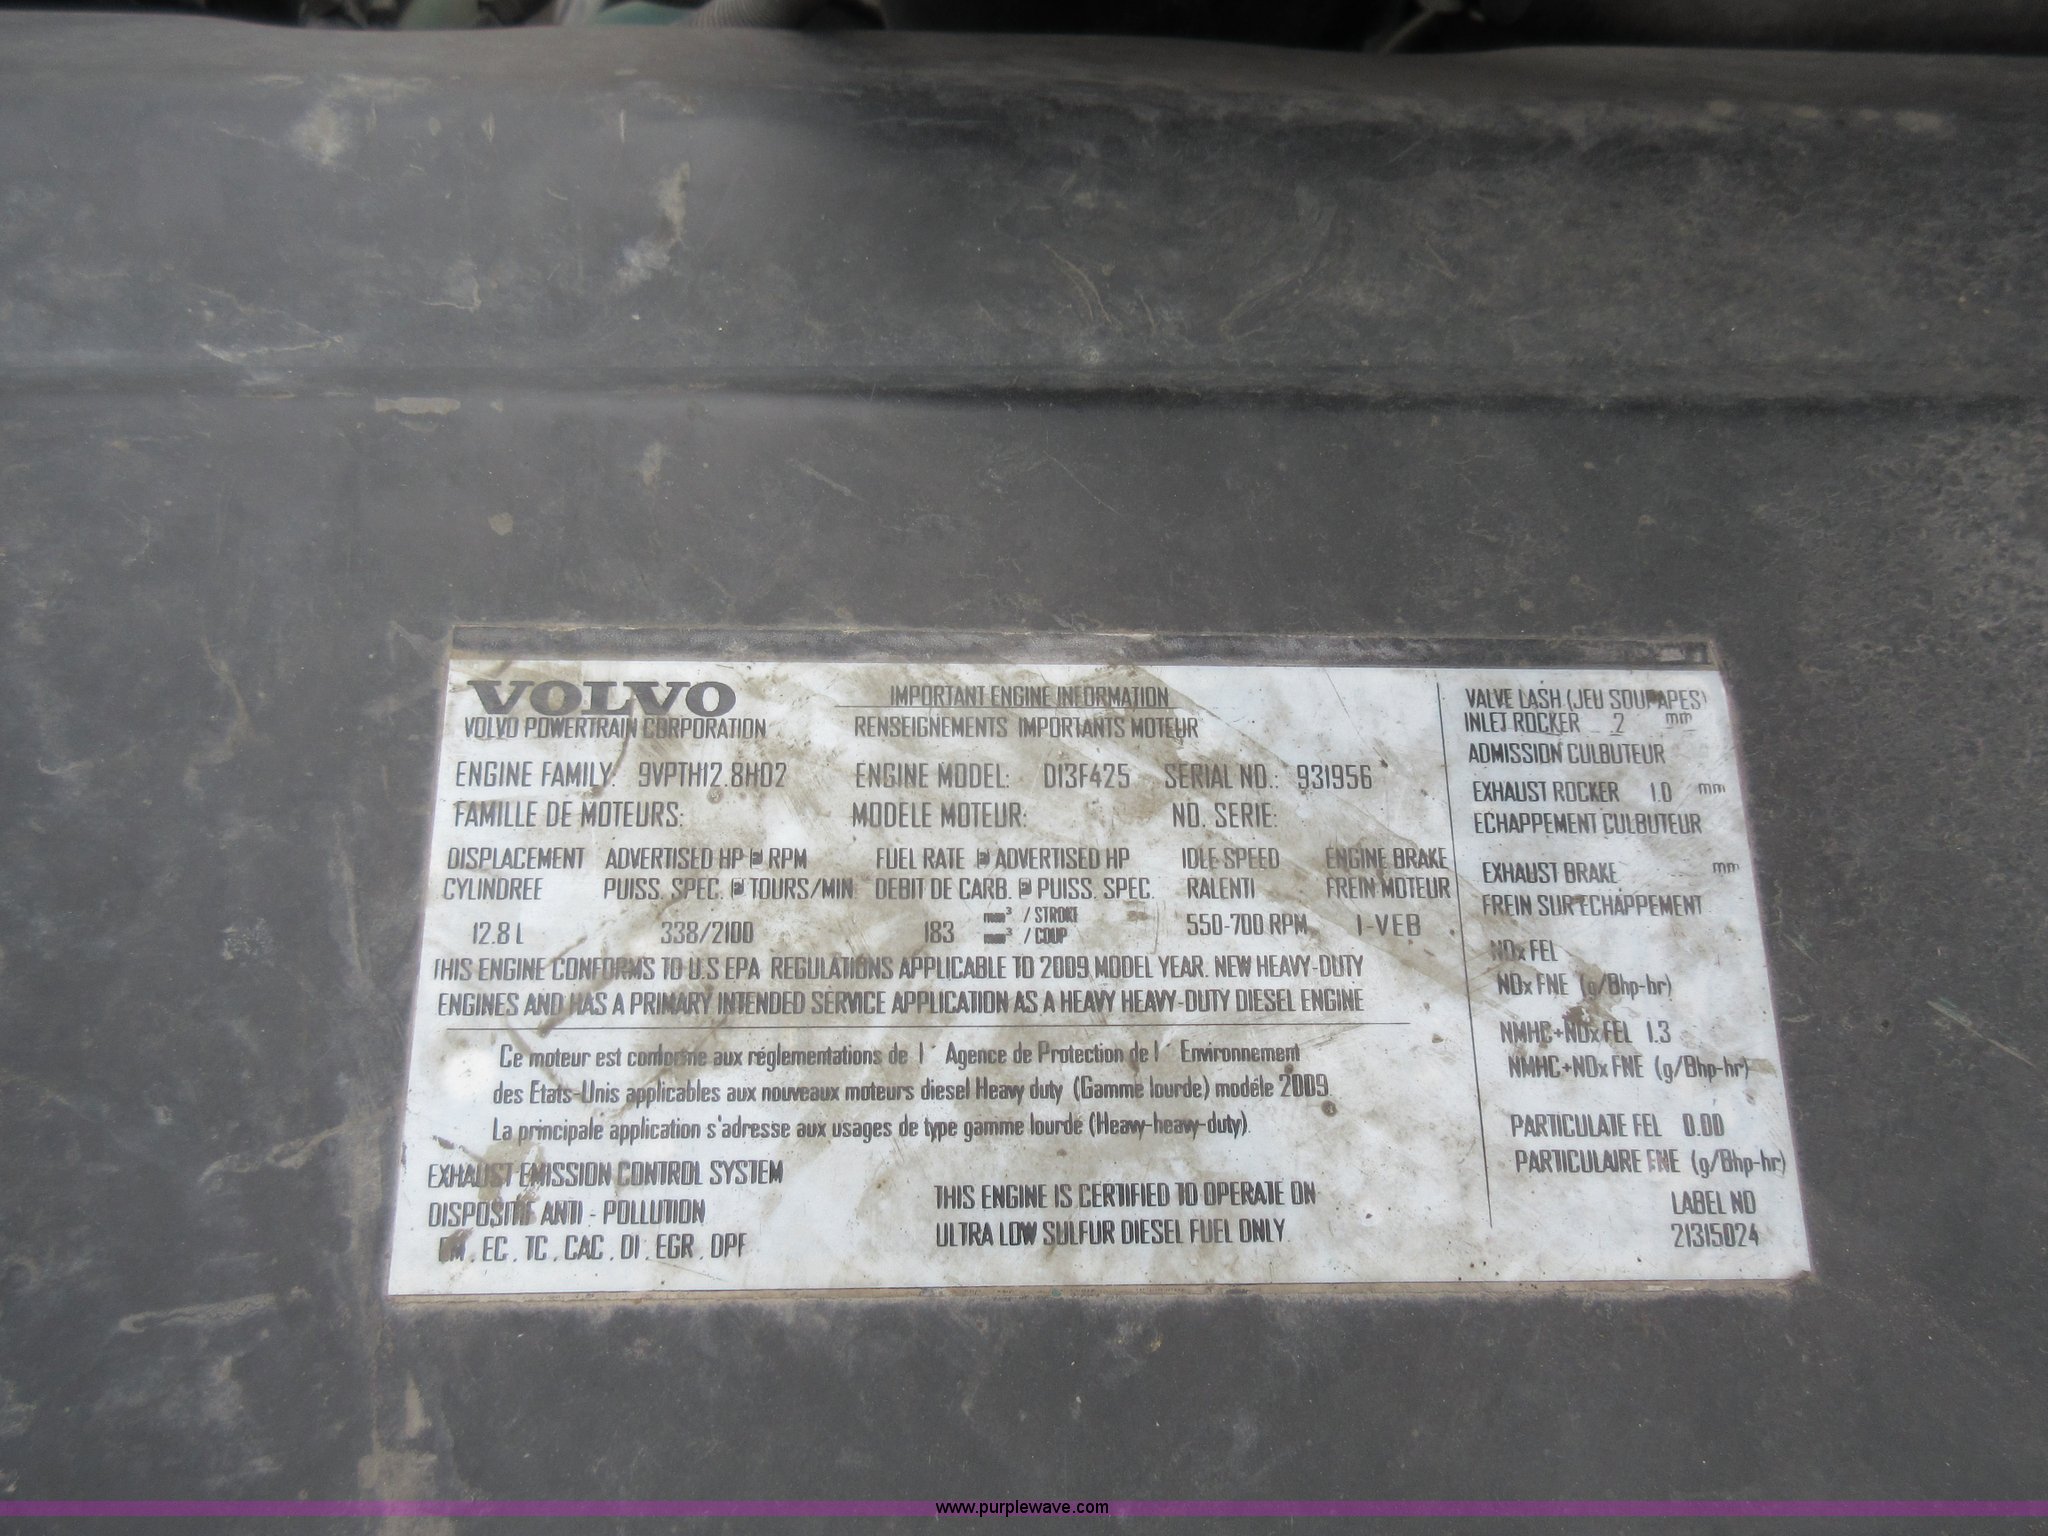 VOLVO
VOLVO POWERTRAIN CORPORATION
IMPORTANT ENGINE INFORMATION
RENSEIGNEMENTS IMPORTANTS MOTEUR
ENGINE FAMILY: 9VPTH12.8H02 ENGINE MODEL: D13F425 SERIAL NO.: 931956
FAMILLE DE MOTEURS: MODELE MOTEUR: NO. SERIE:
DISPLACEMENT ADVERTISED HP @ RPM FUEL RATE @ ADVERTISED HP IDLE SPEED ENGINE BRAKE
CYLINDREE PUISS. SPEC. @ TOURS/MIN DEBIT DE CARB. @ PUISS. SPEC. RALENTI FREIN MOTEUR
12.8 L 338/2100 183 mm³ / STROKE 550-700 RPM I-VEB
mm³ / COUP
THIS ENGINE CONFORMS TO U.S EPA REGULATIONS APPLICABLE TO 2009 MODEL YEAR. NEW HEAVY-DUTY
ENGINES AND HAS A PRIMARY INTENDED SERVICE APPLICATION AS A HEAVY HEAVY-DUTY DIESEL ENGINE
Ce moteur est conforme aux réglementations de l ' Agence de Protection de l ' Environnement
des Etats-Unis applicables aux nouveaux moteurs diesel Heavy duty (Gamme lourde) modéle 2009.
La principale application s'adresse aux usages de type gamme lourde (Heavy-heavy-duty).
EXHAUST EMISSION CONTROL SYSTEM
DISPOSITIF ANTI - POLLUTION
EM , EC , TC , CAC , DI , EGR , DPF
THIS ENGINE IS CERTIFIED TO OPERATE ON
ULTRA LOW SULFUR DIESEL FUEL ONLY
VALVE LASH (JEU SOUPAPES)
INLET ROCKER .2 mm
ADMISSION CULBUTEUR
EXHAUST ROCKER 1.0 mm
ECHAPPEMENT CULBUTEUR
EXHAUST BRAKE mm
FREIN SUR ECHAPPEMENT
NOx FEL
NOx FNE (g/Bhp-hr)
NMHC+NOx FEL 1.3
NMHC+NOx FNE (g/Bhp-hr)
PARTICULATE FEL 0.00
PARTICULAIRE FNE (g/Bhp-hr)
LABEL NO
21315024
www.purplewave.com